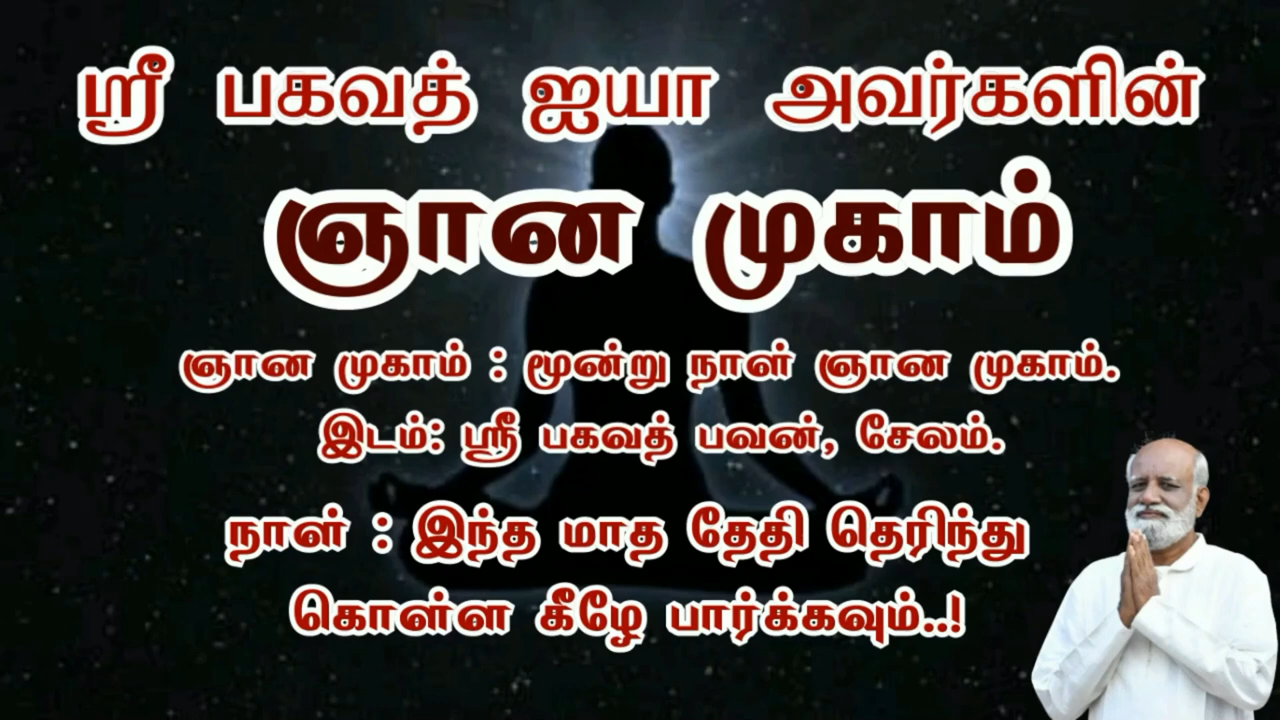 ஸ்ரீ பகவத் ஐயா அவர்களின்
ஞான முகாம்
ஞான முகாம் : மூன்று நாள் ஞான முகாம்.
இடம்: ஸ்ரீ பகவத் பவன், சேலம்.
நாள் : இந்த மாத தேதி தெரிந்து
கொள்ள கீழே பார்க்கவும்..!